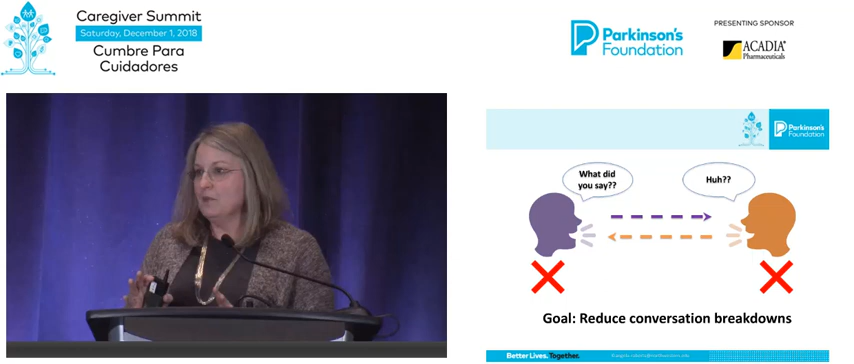 Caregiver Summit
Saturday, December 1, 2018
Cumbre Para
Cuidadores
Parkinson's
Foundation
PRESENTING SPONSOR
ACADIA®
Pharmaceuticals
Parkinson's
Foundation
What did
you say??
Huh??
Goal: Reduce conversation breakdowns
Better Lives. Together.